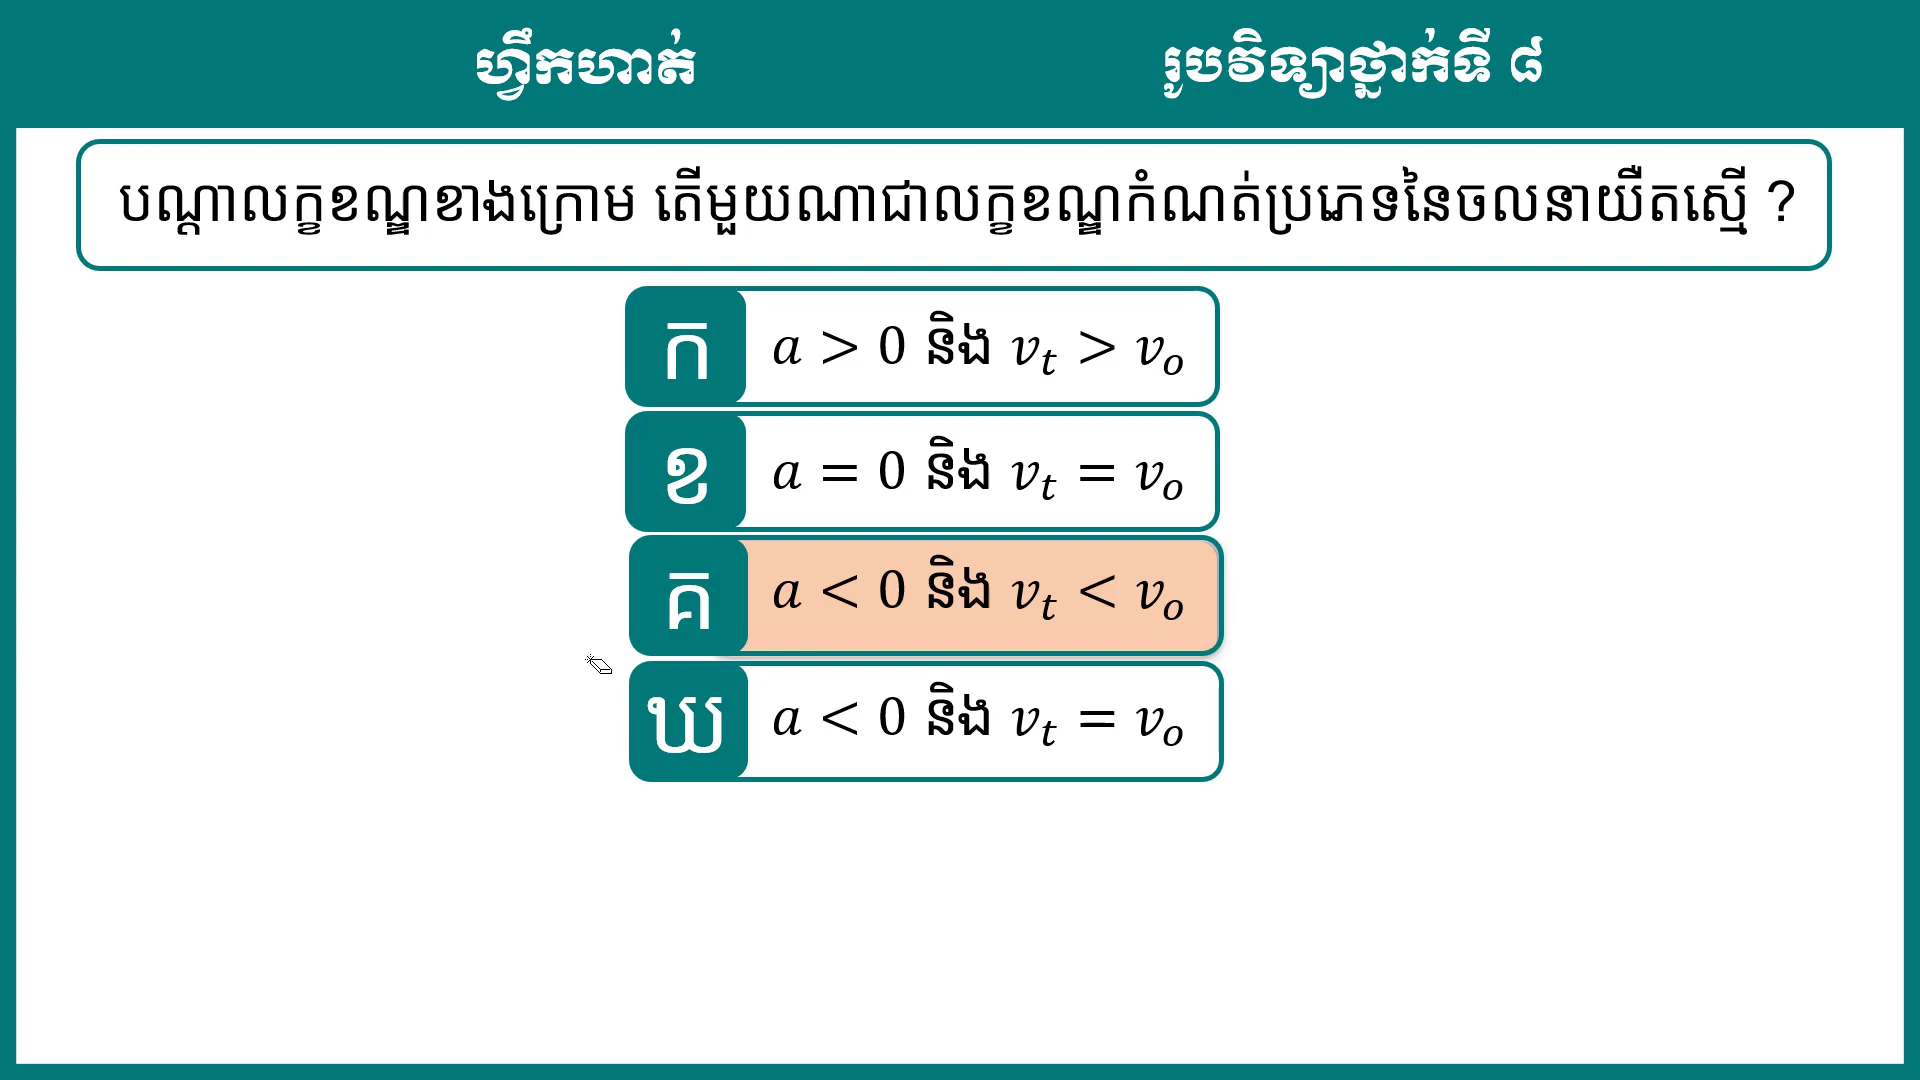 ហ្វឹកហាត់ រូបវិទ្យាថ្នាក់ទី ៨
បណ្ដាលក្ខខណ្ឌខាងក្រោម តើមួយណាជាលក្ខខណ្ឌកំណត់ប្រភេទនៃចលនាយឺតស្មើ ?
ក a > 0 និង vₜ > vₒ
ខ a = 0 និង vₜ = vₒ
គ a < 0 និង vₜ < vₒ
ឃ a < 0 និង vₜ = vₒ